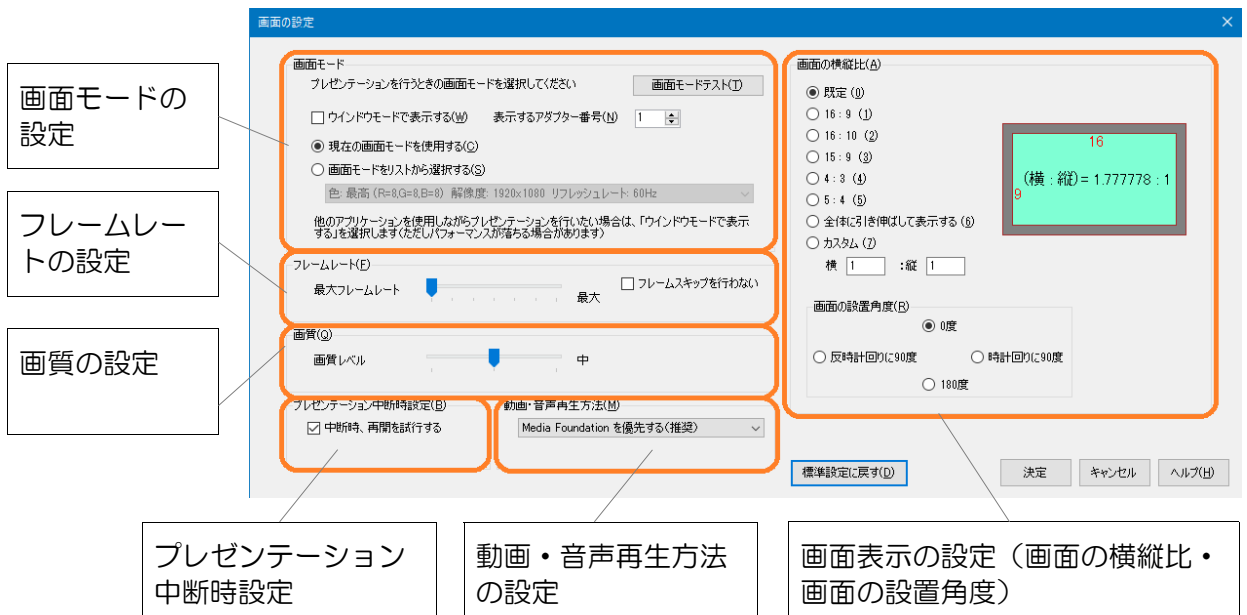 画面の設定
画面モードの
設定
フレームレー
トの設定
画質の設定
画面モード
プレゼンテーションを行うときの画面モードを選択してください
画面モードテスト(T)
ウインドウモードで表示する(W) 表示するアダプター番号(N) 1
現在の画面モードを使用する(C)
画面モードをリストから選択する(S)
色: 最高 (R=8,G=8,B=8) 解像度: 1920x1080 リフレッシュレート: 60Hz
他のアプリケーションを使用しながらプレゼンテーションを行いたい場合は、「ウインドウモードで表示
する」を選択します(ただしパフォーマンスが落ちる場合があります)
フレームレート(F)
最大フレームレート 最大
フレームスキップを行わない
画質(Q)
画質レベル 中
プレゼンテーション中断時設定(B)
中断時、再開を試行する
動画・音声再生方法(M)
Media Foundation を優先する(推奨)
画面の横縦比(A)
既定 (0)
16 : 9 (1)
16 : 10 (2)
15 : 9 (3)
4 : 3 (4)
5 : 4 (5)
全体に引き伸ばして表示する (6)
カスタム (7)
横 1 :縦 1
16
9
(横 : 縦)= 1.777778 : 1
画面の設置角度(R)
0度
反時計回りに90度 時計回りに90度
180度
標準設定に戻す(D)
決定
キャンセル
ヘルプ(H)
プレゼンテーション
中断時設定
動画・音声再生方法
の設定
画面表示の設定（画面の横縦比・
画面の設置角度）